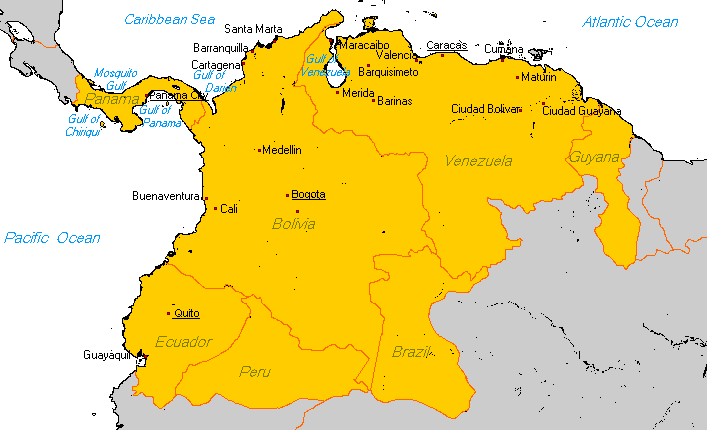 Caribbean Sea
Atlantic Ocean
Santa Marta
Barranquilla
Maracaibo
Caracas
Cartagena
Valencia
Cumana
Gulf of
Venezuela
Barquisimeto
Mosquito
Gulf
Gulf of
Darien
Maturin
Panama
Panama City
Merida
Barinas
Ciudad Bolivar
Ciudad Guayana
Gulf of
Chiriqui
Gulf of
Panama
Medellin
Venezuela
Guyana
Buenaventura
Bogota
Cali
Bolivia
Pacific Ocean
Quito
Ecuador
Guayaquil
Peru
Brazil